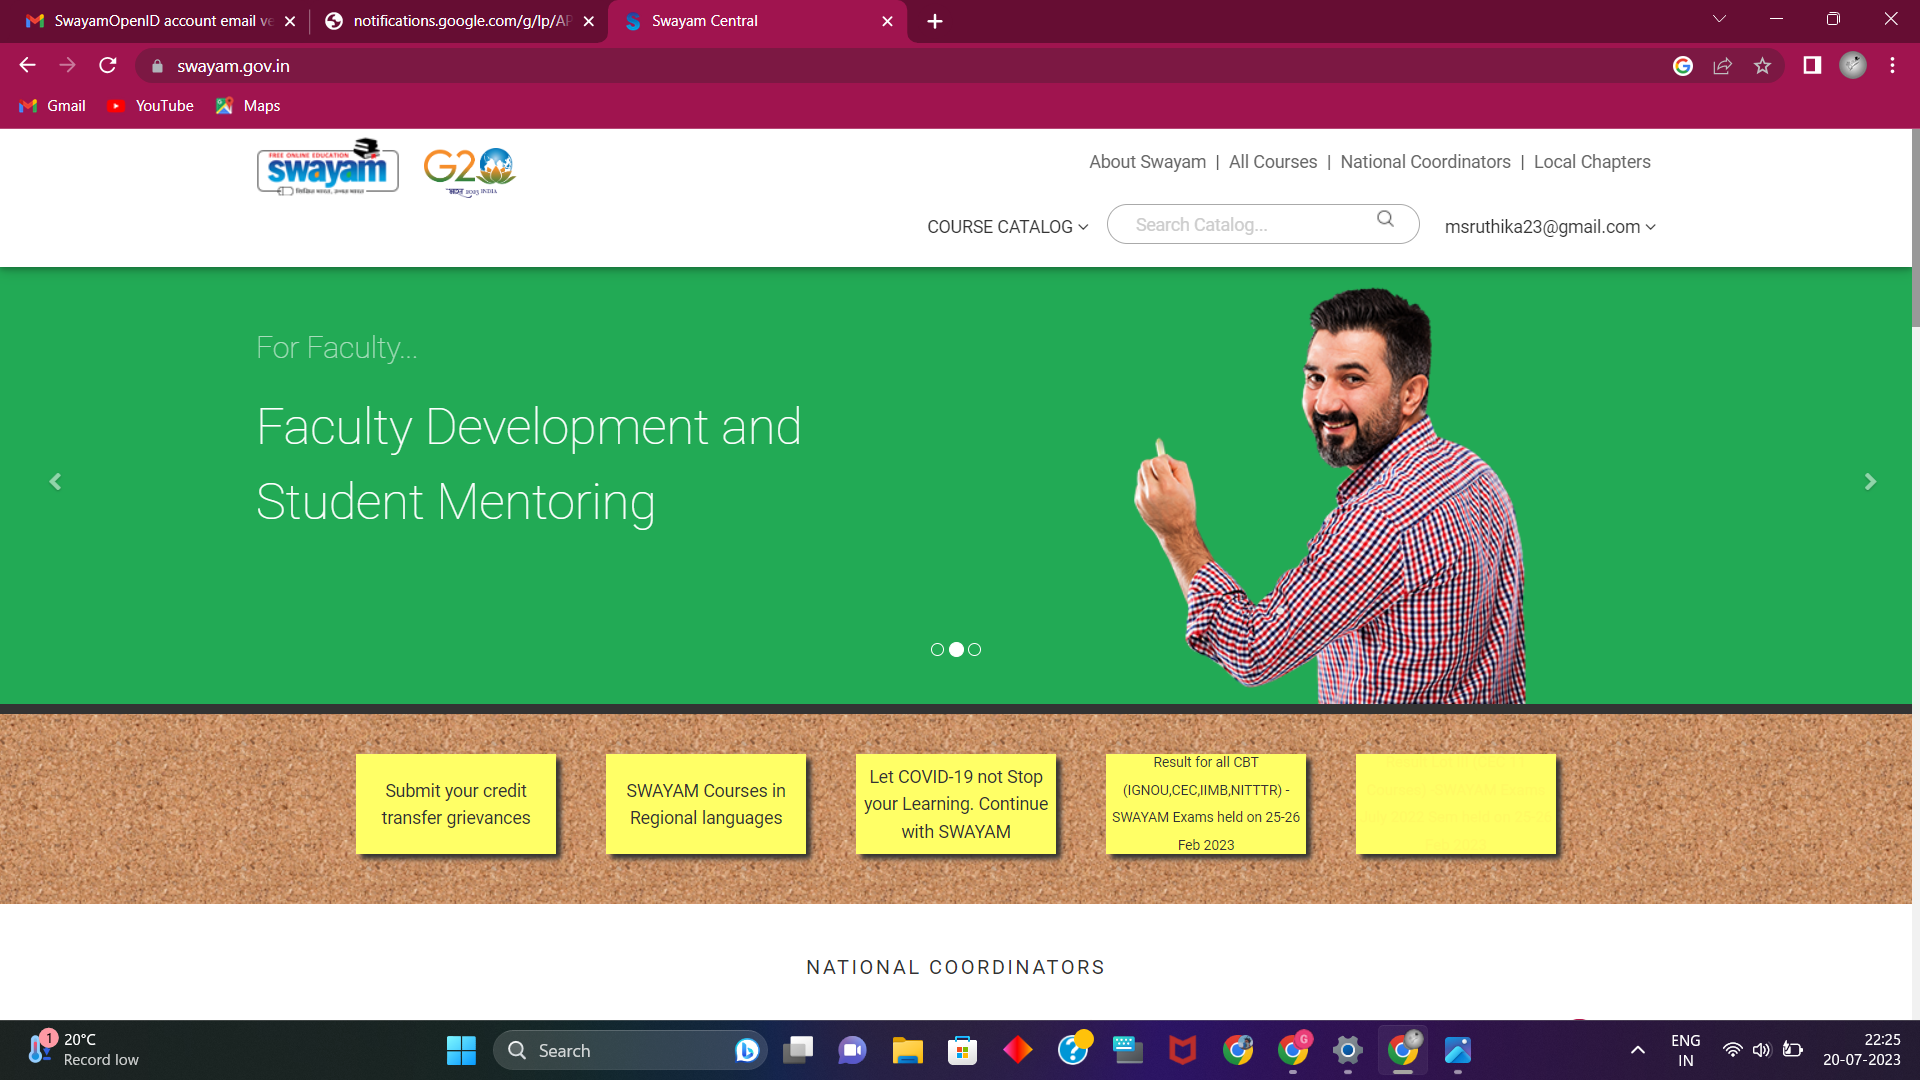 SwayamOpenID account email ve
notifications.google.com/g/lp/AP
Swayam Central
swayam.gov.in
Gmail
YouTube
Maps
FREE ONLINE EDUCATION
swayam
G20
2023 INDIA
About Swayam | All Courses | National Coordinators | Local Chapters
COURSE CATALOG
Search Catalog...
msruthika23@gmail.com
For Faculty...
Faculty Development and
Student Mentoring
Submit your credit
transfer grievances
SWAYAM Courses in
Regional languages
Let COVID-19 not Stop
your Learning. Continue
with SWAYAM
Result for all CBT
(IGNOU,CEC,IIMB,NITTTR) -
SWAYAM Exams held on 25-26
Feb 2023
NATIONAL COORDINATORS
1
20°C
Record low
Search
G
ENG
IN
22:25
20-07-2023